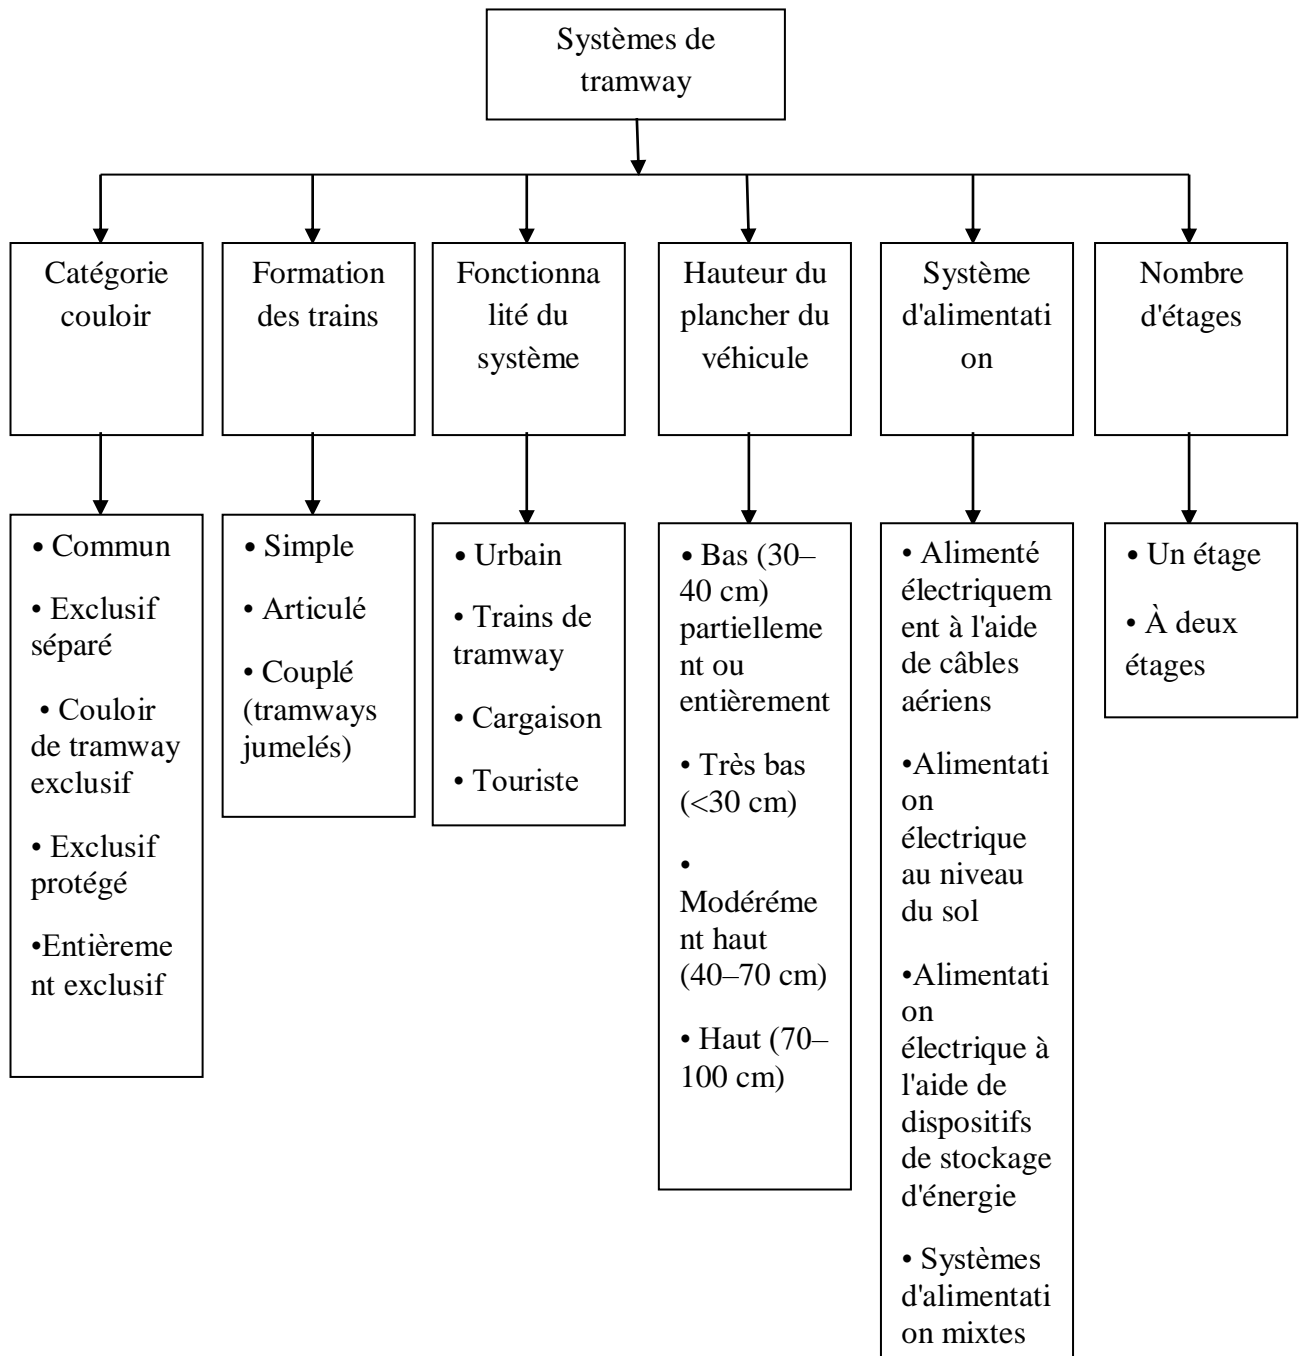 Systèmes de
tramway
Catégorie
couloir
Formation
des trains
Fonctionna
lité du
système
Hauteur du
plancher du
véhicule
Système
d'alimentati
on
Nombre
d'étages
• Commun
• Exclusif
séparé
• Couloir
de tramway
exclusif
• Exclusif
protégé
•Entièreme
nt exclusif
• Simple
• Articulé
• Couplé
(tramways
jumelés)
• Urbain
• Trains de
tramway
• Cargaison
• Touriste
• Bas (30–
40 cm)
partielleme
nt ou
entièrement
• Très bas
(<30 cm)
•
Modéréme
nt haut
(40–70 cm)
• Haut (70–
100 cm)
• Alimenté
électriquem
ent à l'aide
de câbles
aériens
•Alimentati
on
électrique
au niveau
du sol
•Alimentati
on
électrique à
l'aide de
dispositifs
de stockage
d'énergie
• Systèmes
d'alimentati
on mixtes
• Un étage
• À deux
étages